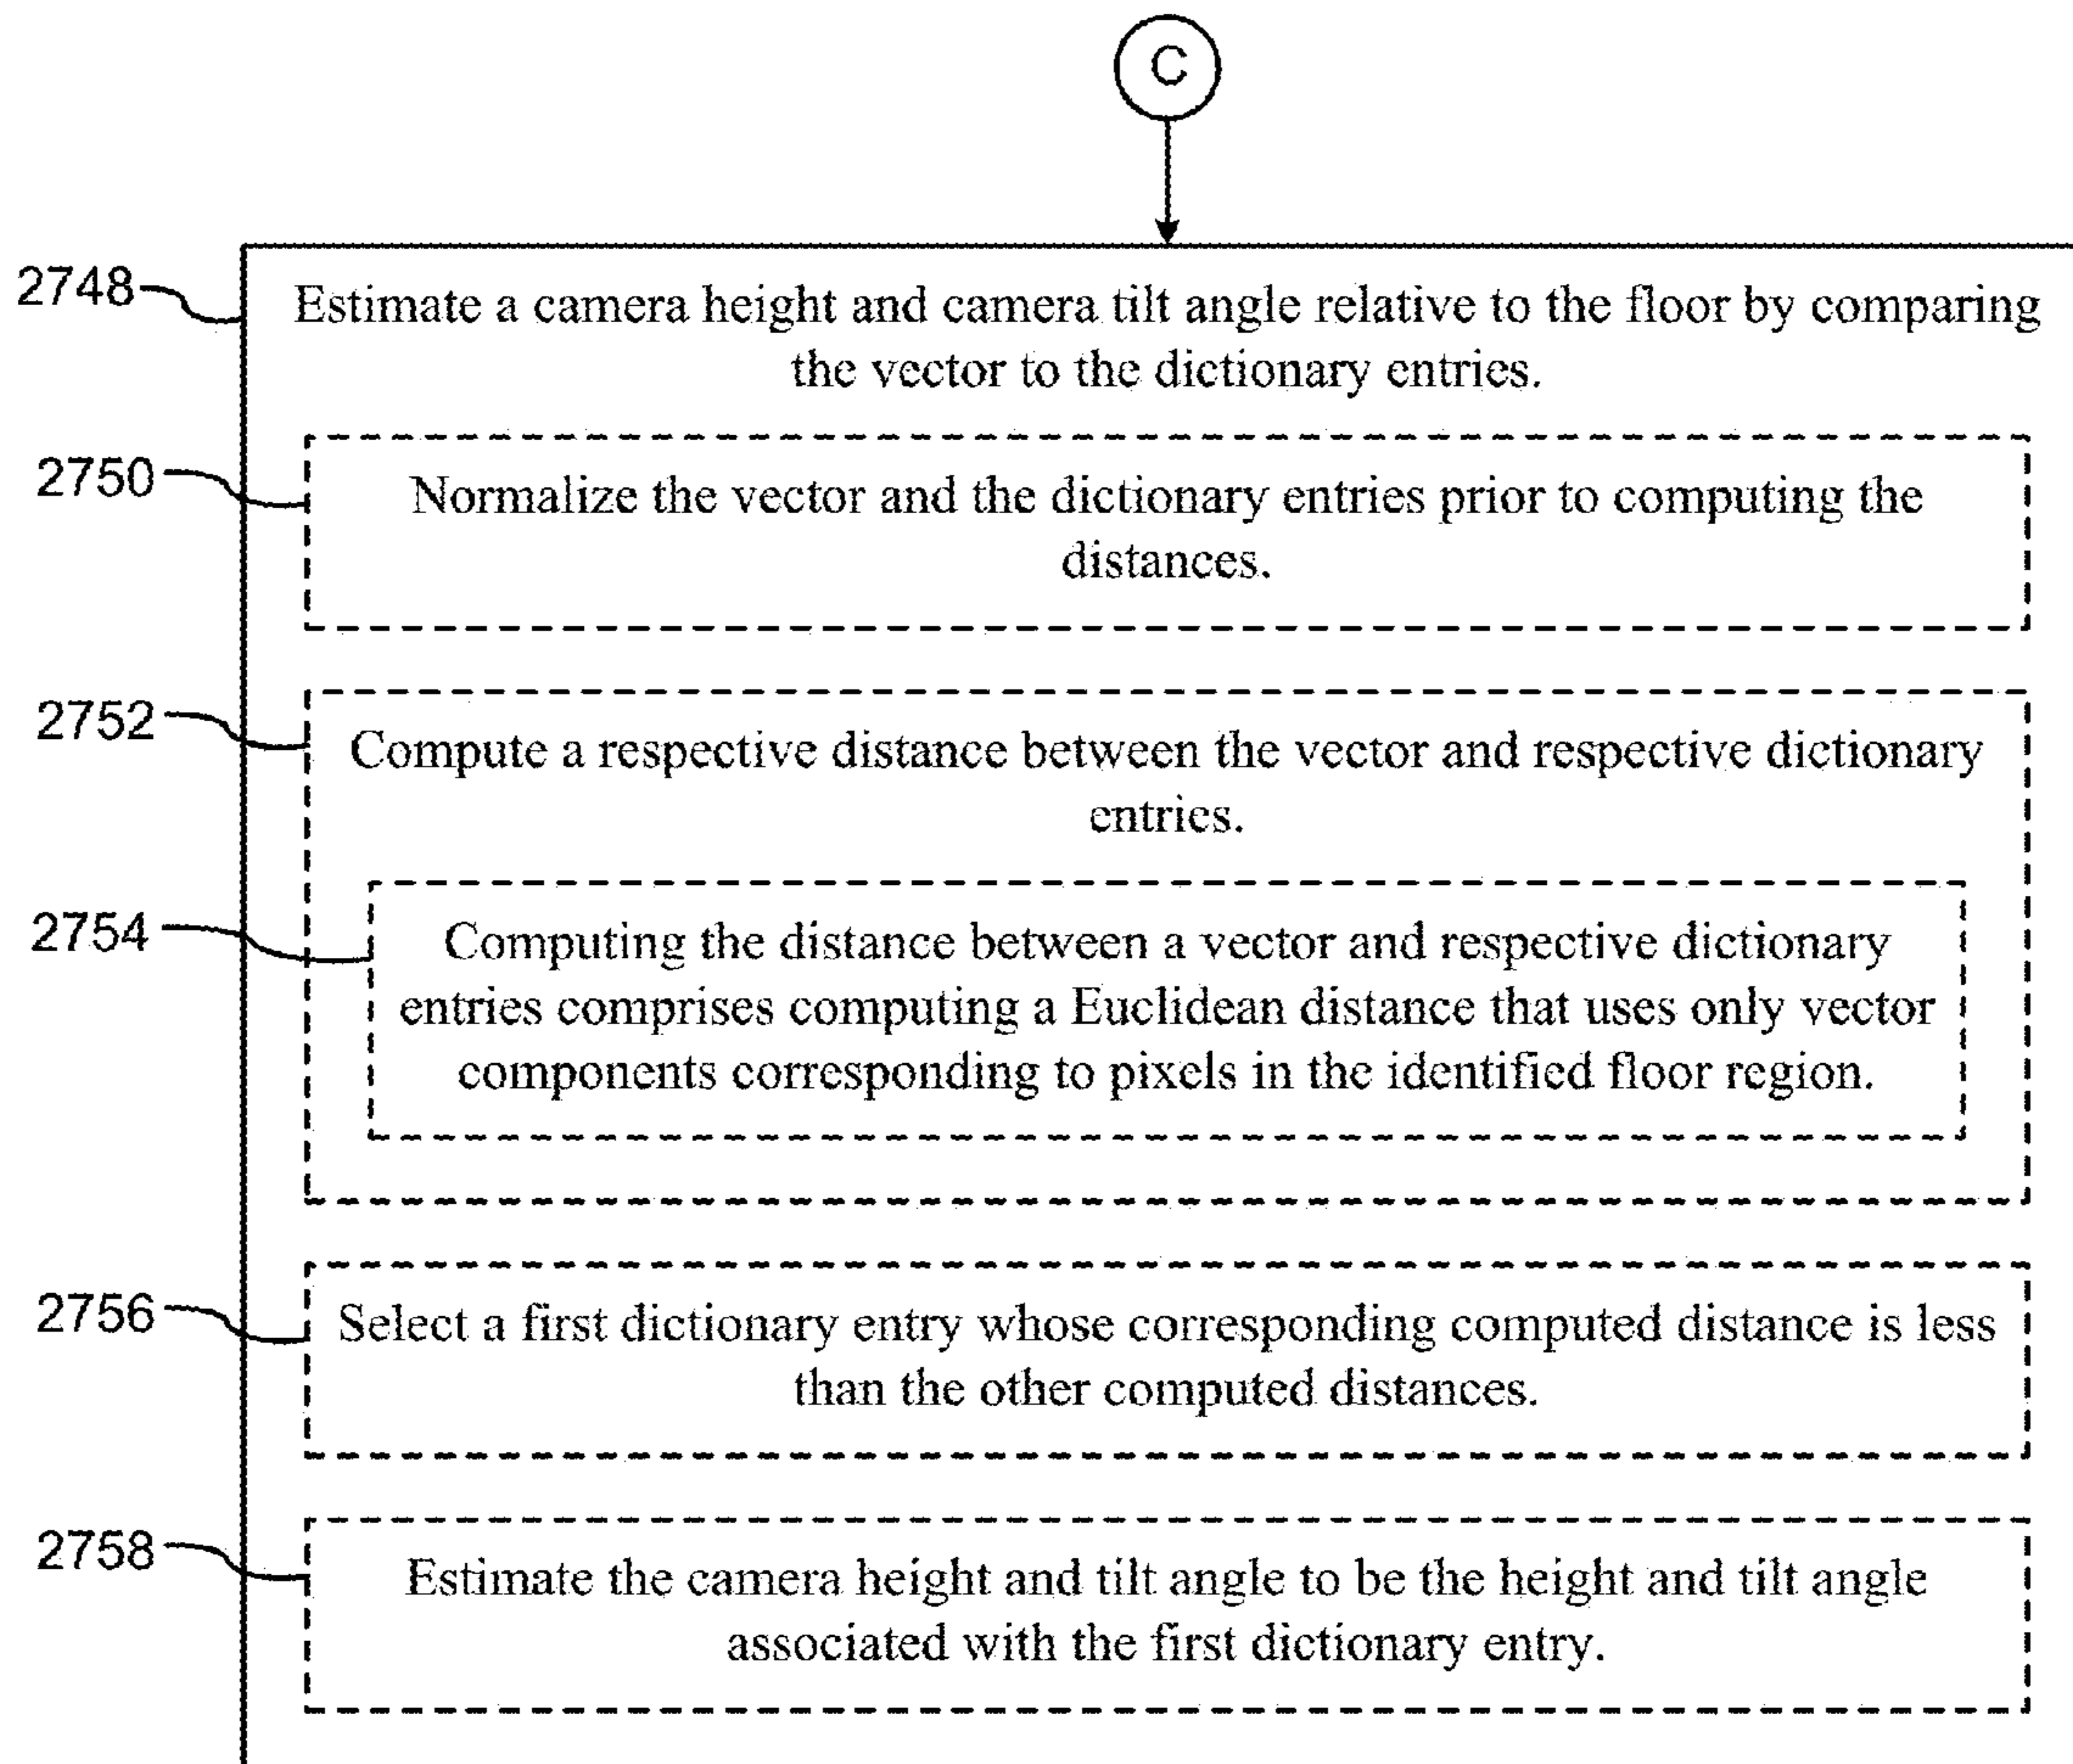 C
2748
Estimate a camera height and camera tilt angle relative to the floor by comparing
the vector to the dictionary entries.
2750
Normalize the vector and the dictionary entries prior to computing the
distances.
2752
Compute a respective distance between the vector and respective dictionary
entries.
2754
Computing the distance between a vector and respective dictionary
entries comprises computing a Euclidean distance that uses only vector
components corresponding to pixels in the identified floor region.
2756
Select a first dictionary entry whose corresponding computed distance is less
than the other computed distances.
2758
Estimate the camera height and tilt angle to be the height and tilt angle
associated with the first dictionary entry.